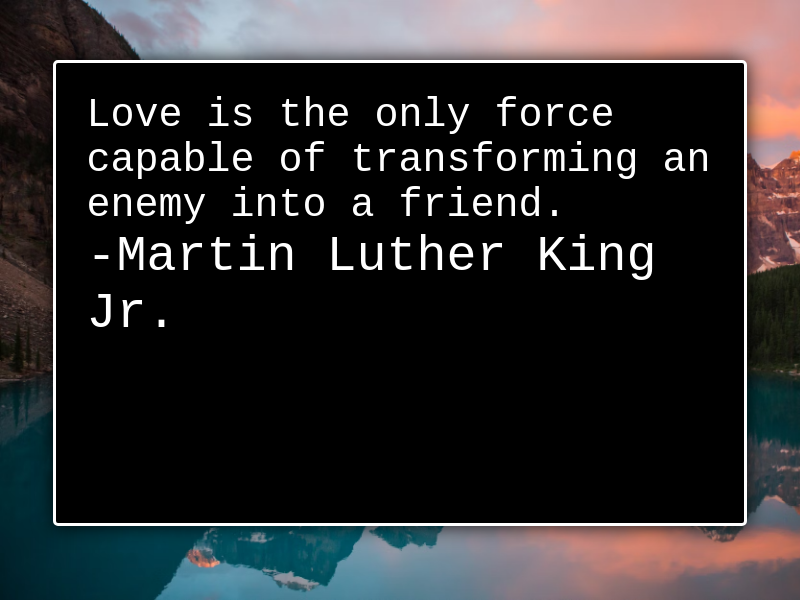 Love is the only force
capable of transforming an
enemy into a friend.
-Martin Luther King
Jr.